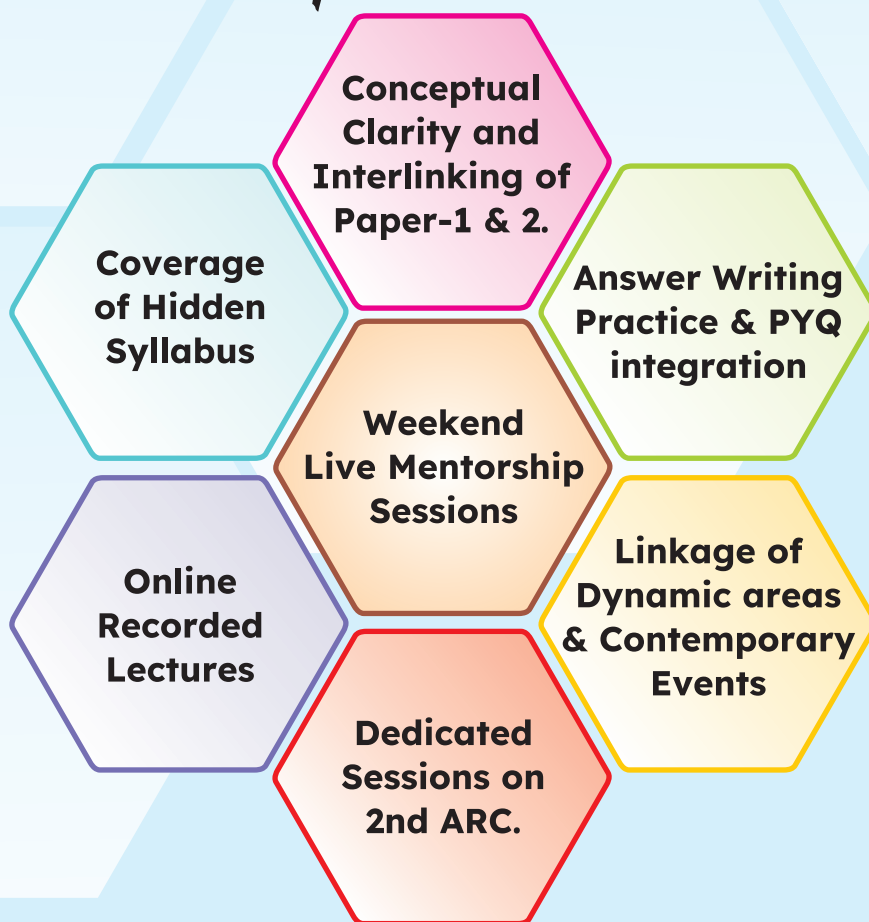 Conceptual
Clarity and
Interlinking of
Paper-1 & 2.
Coverage
of Hidden
Syllabus
Answer Writing
Practice & PYQ
integration
Weekend
Live Mentorship
Sessions
Online
Recorded
Lectures
Linkage of
Dynamic areas
& Contemporary
Events
Dedicated
Sessions on
2nd ARC.